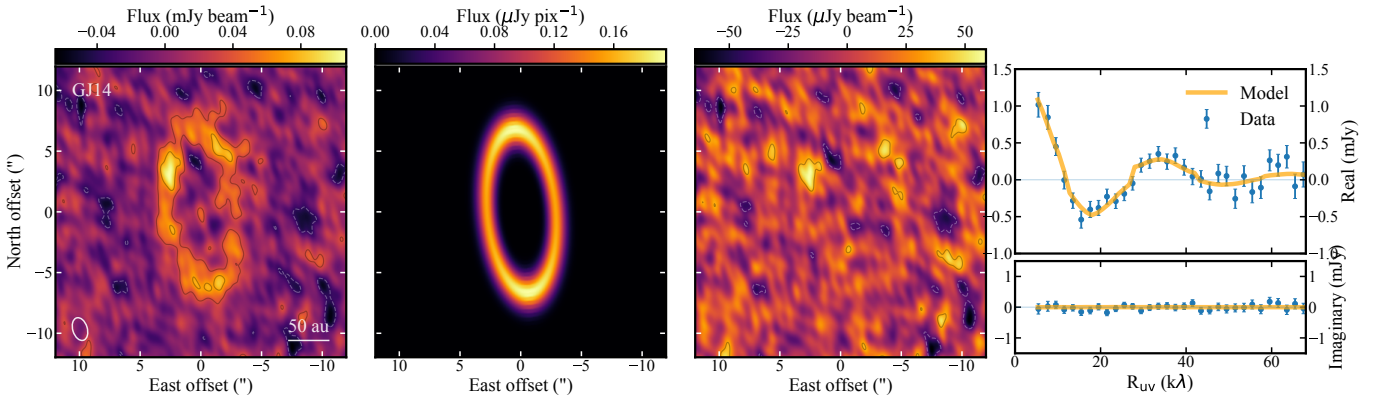 Flux (mJy beam⁻¹)
−0.04 0.00 0.04 0.08
GJ14
10
5
0
−5
−10
North offset (")
50 au
10 5 0 −5 −10
East offset (")
Flux (μJy pix⁻¹)
0.00 0.04 0.08 0.12 0.16
5 0 −5 −10
East offset (")
Flux (μJy beam⁻¹)
−50 −25 0 25 50
10 5 0 −5 −10
East offset (")
1.5 1.5
1.0 1.0
0.5 0.5
0.0 0.0
−0.5 −0.5
−1.0 −1.0
Model
Data
Real (mJy)
1 1
0 0
−1 −1
Imaginary (mJy)
0 20 40 60
Rᵤᵥ (kλ)